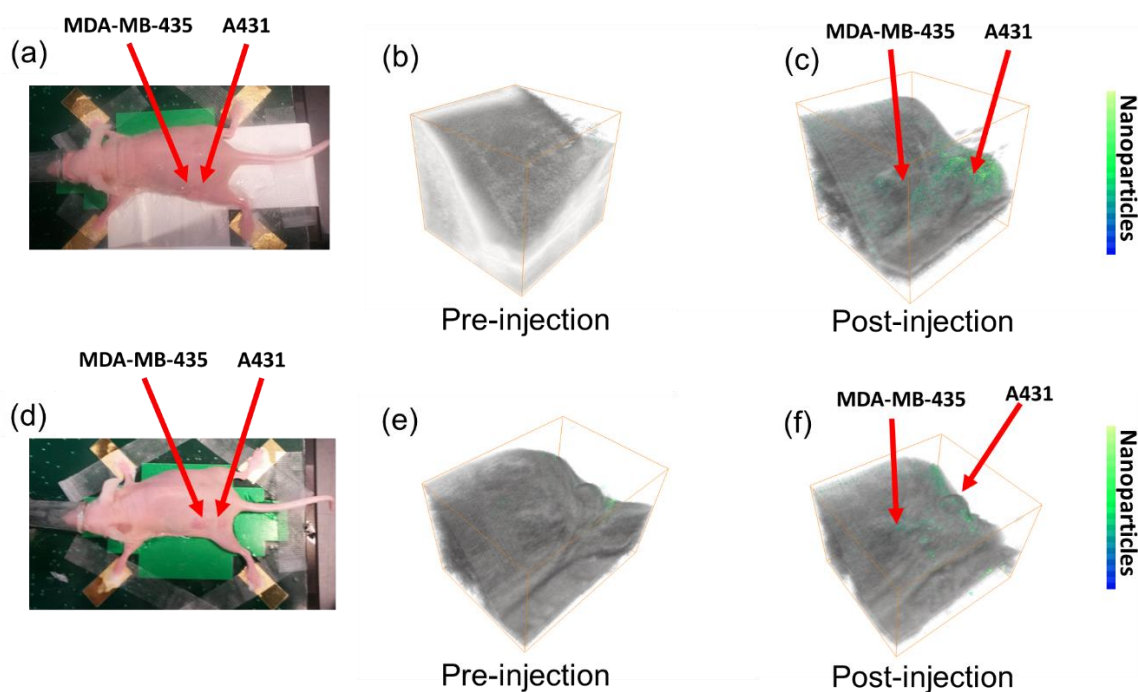 MDA-MB-435 A431
(a)
(b)
Pre-injection
MDA-MB-435 A431
(c)
Post-injection
Nanoparticles
MDA-MB-435 A431
(d)
(e)
Pre-injection
MDA-MB-435 A431
(f)
Post-injection
Nanoparticles